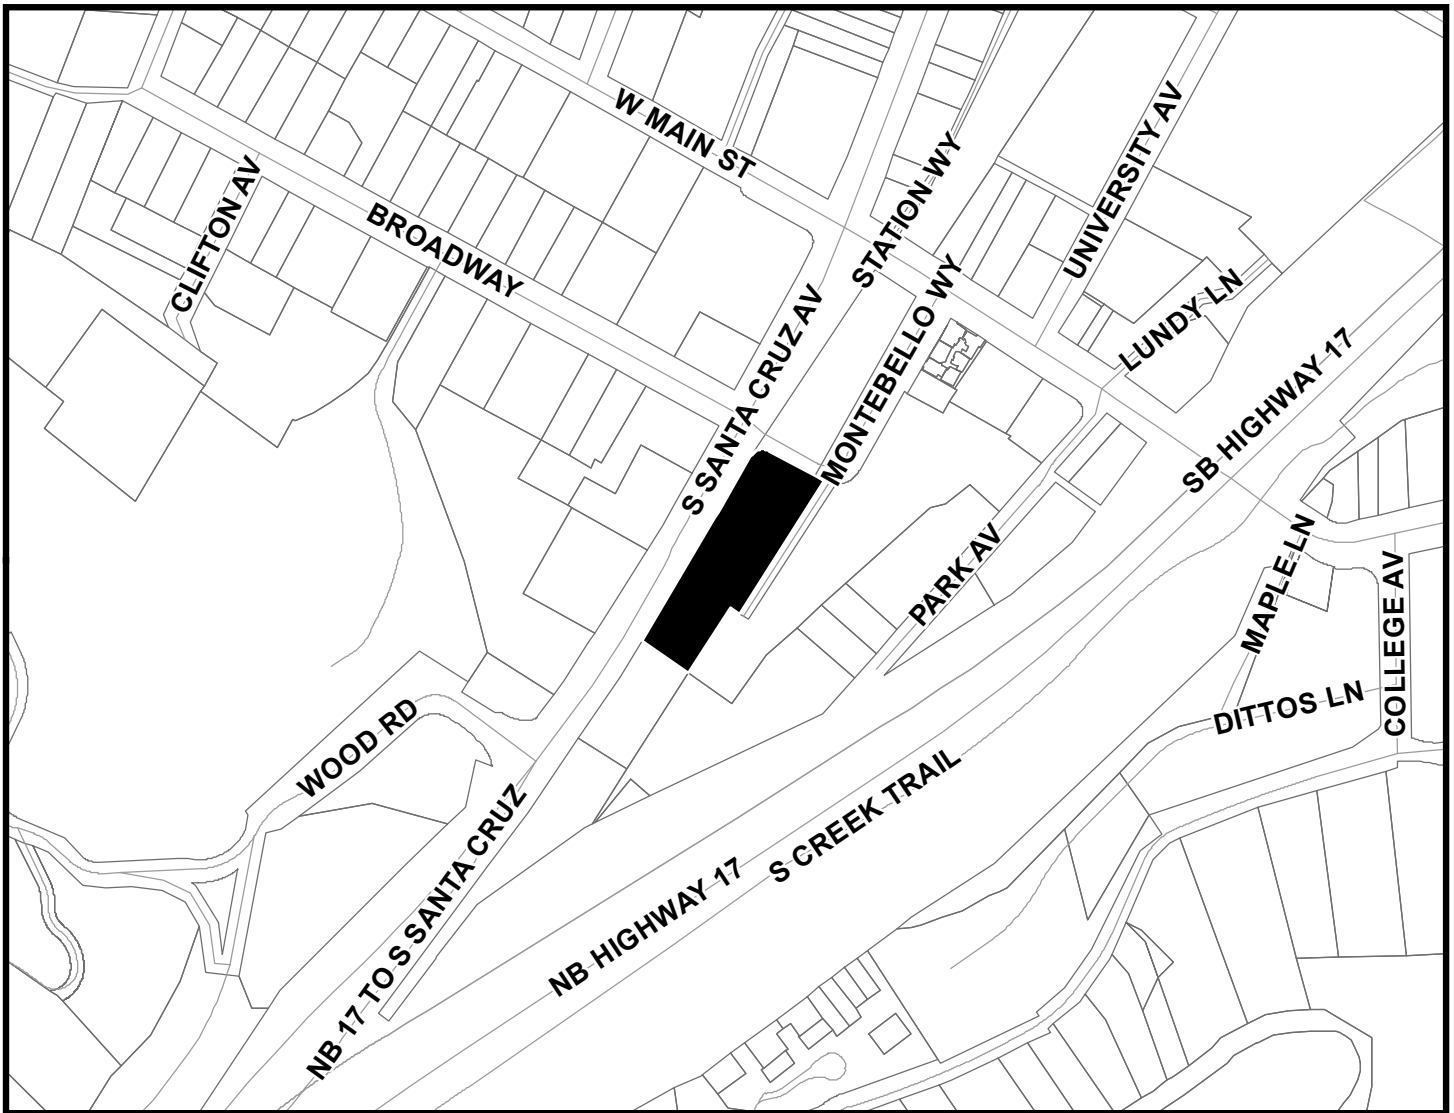 W MAIN ST
UNIVERSITY AV
STATION WY
CLIFTON AV
BROADWAY
LUNDY LN
MONTEBELLO WY
S SANTA CRUZ AV
SB HIGHWAY 17
PARK AV
MAPLE LN
COLLEGE AV
DITTOS LN
WOOD RD
S CREEK TRAIL
NB HIGHWAY 17
NB 17 TO S SANTA CRUZ